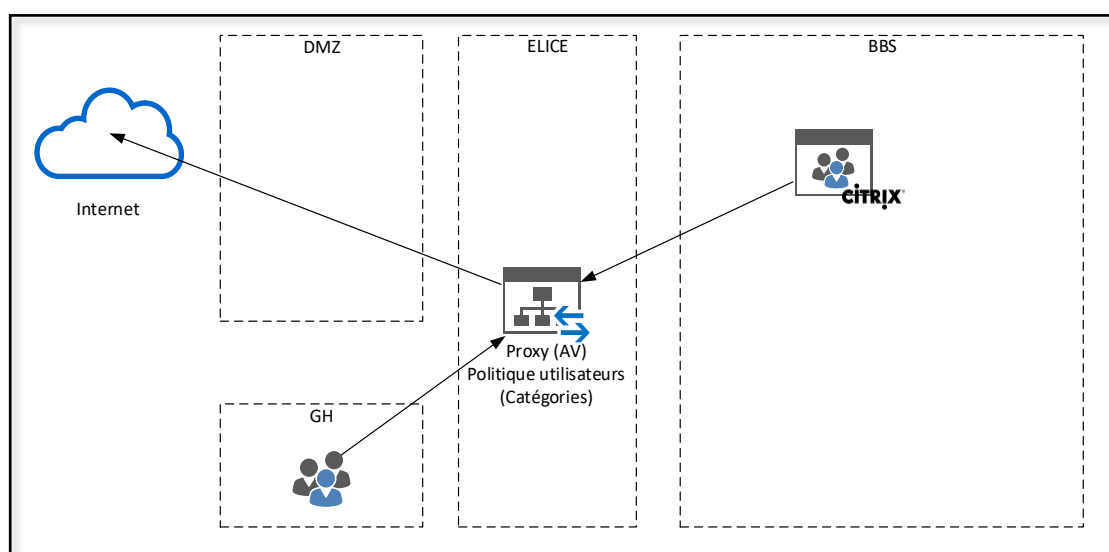 DMZ
ELICE
BBS
Internet
CiTRIX
Proxy (AV)
Politique utilisateurs
(Catégories)
GH